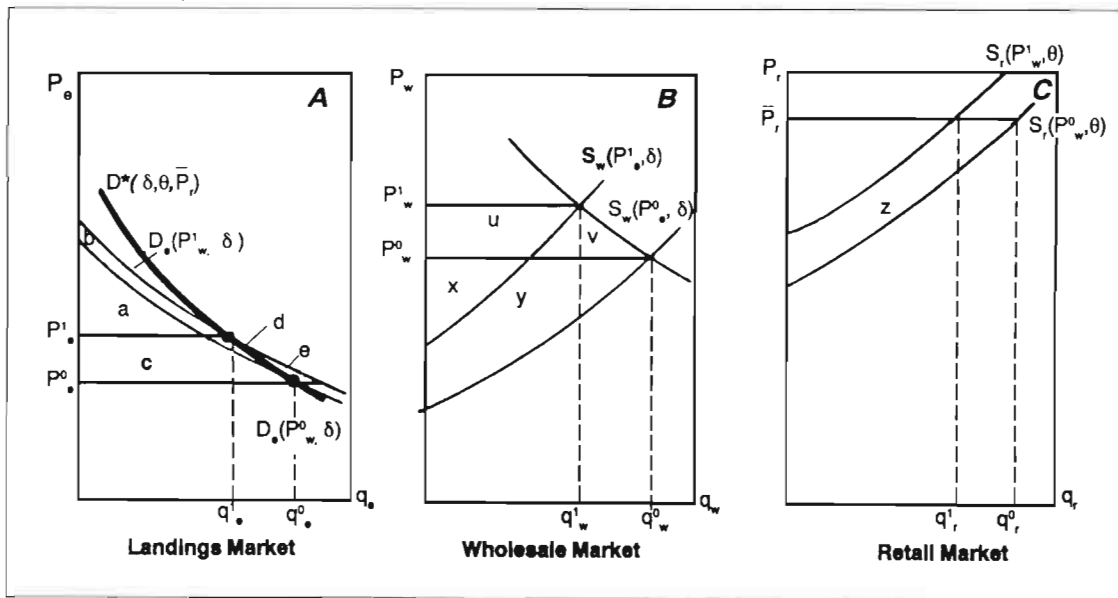 A
P₀
D*(δ,θ,P̄ᵣ)
b
Dₑ(P¹w, δ)
a
d
P¹ₑ
e
c
P⁰ₑ
Dₑ(P⁰w, δ)
qₑ
q¹ₑ
q⁰ₑ
Landings Market
B
Pw
Sw(P¹ₑ,δ)
P¹w
Sw(P⁰ₑ, δ)
u
v
P⁰w
x
y
qw
q¹w
q⁰w
Wholesale Market
Sᵣ(P¹w,θ)
Pᵣ
C
P̄ᵣ
Sᵣ(P⁰w,θ)
z
qᵣ
q¹ᵣ
q⁰ᵣ
Retail Market